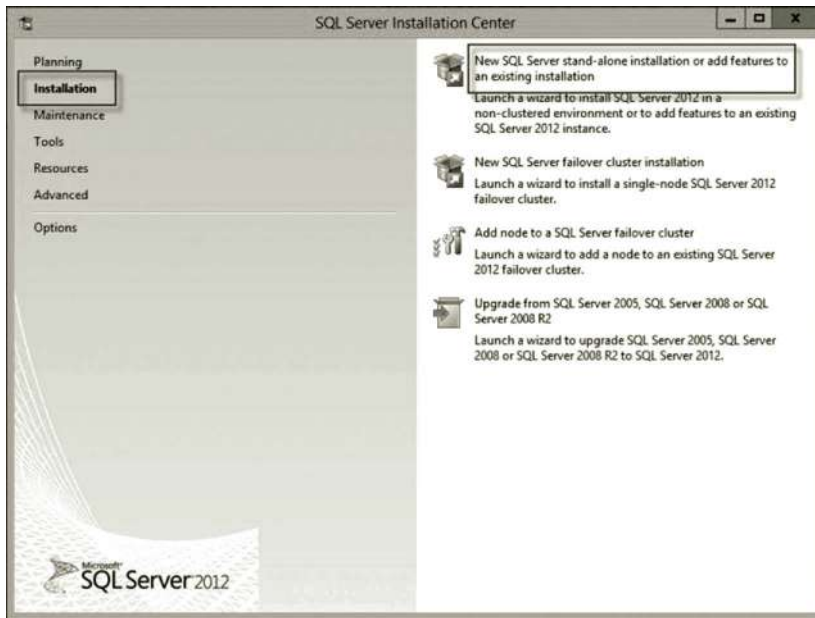 SQL Server Installation Center
Planning
Installation
Maintenance
Tools
Resources
Advanced
Options
New SQL Server stand-alone installation or add features to
an existing installation
Launch a wizard to install SQL Server 2012 in a
non-clustered environment or to add features to an existing
SQL Server 2012 instance.
New SQL Server failover cluster installation
Launch a wizard to install a single-node SQL Server 2012
failover cluster.
Add node to a SQL Server failover cluster
Launch a wizard to add a node to an existing SQL Server
2012 failover cluster.
Upgrade from SQL Server 2005, SQL Server 2008 or SQL
Server 2008 R2
Launch a wizard to upgrade SQL Server 2005, SQL Server
2008 or SQL Server 2008 R2 to SQL Server 2012.
Microsoft
SQL Server 2012